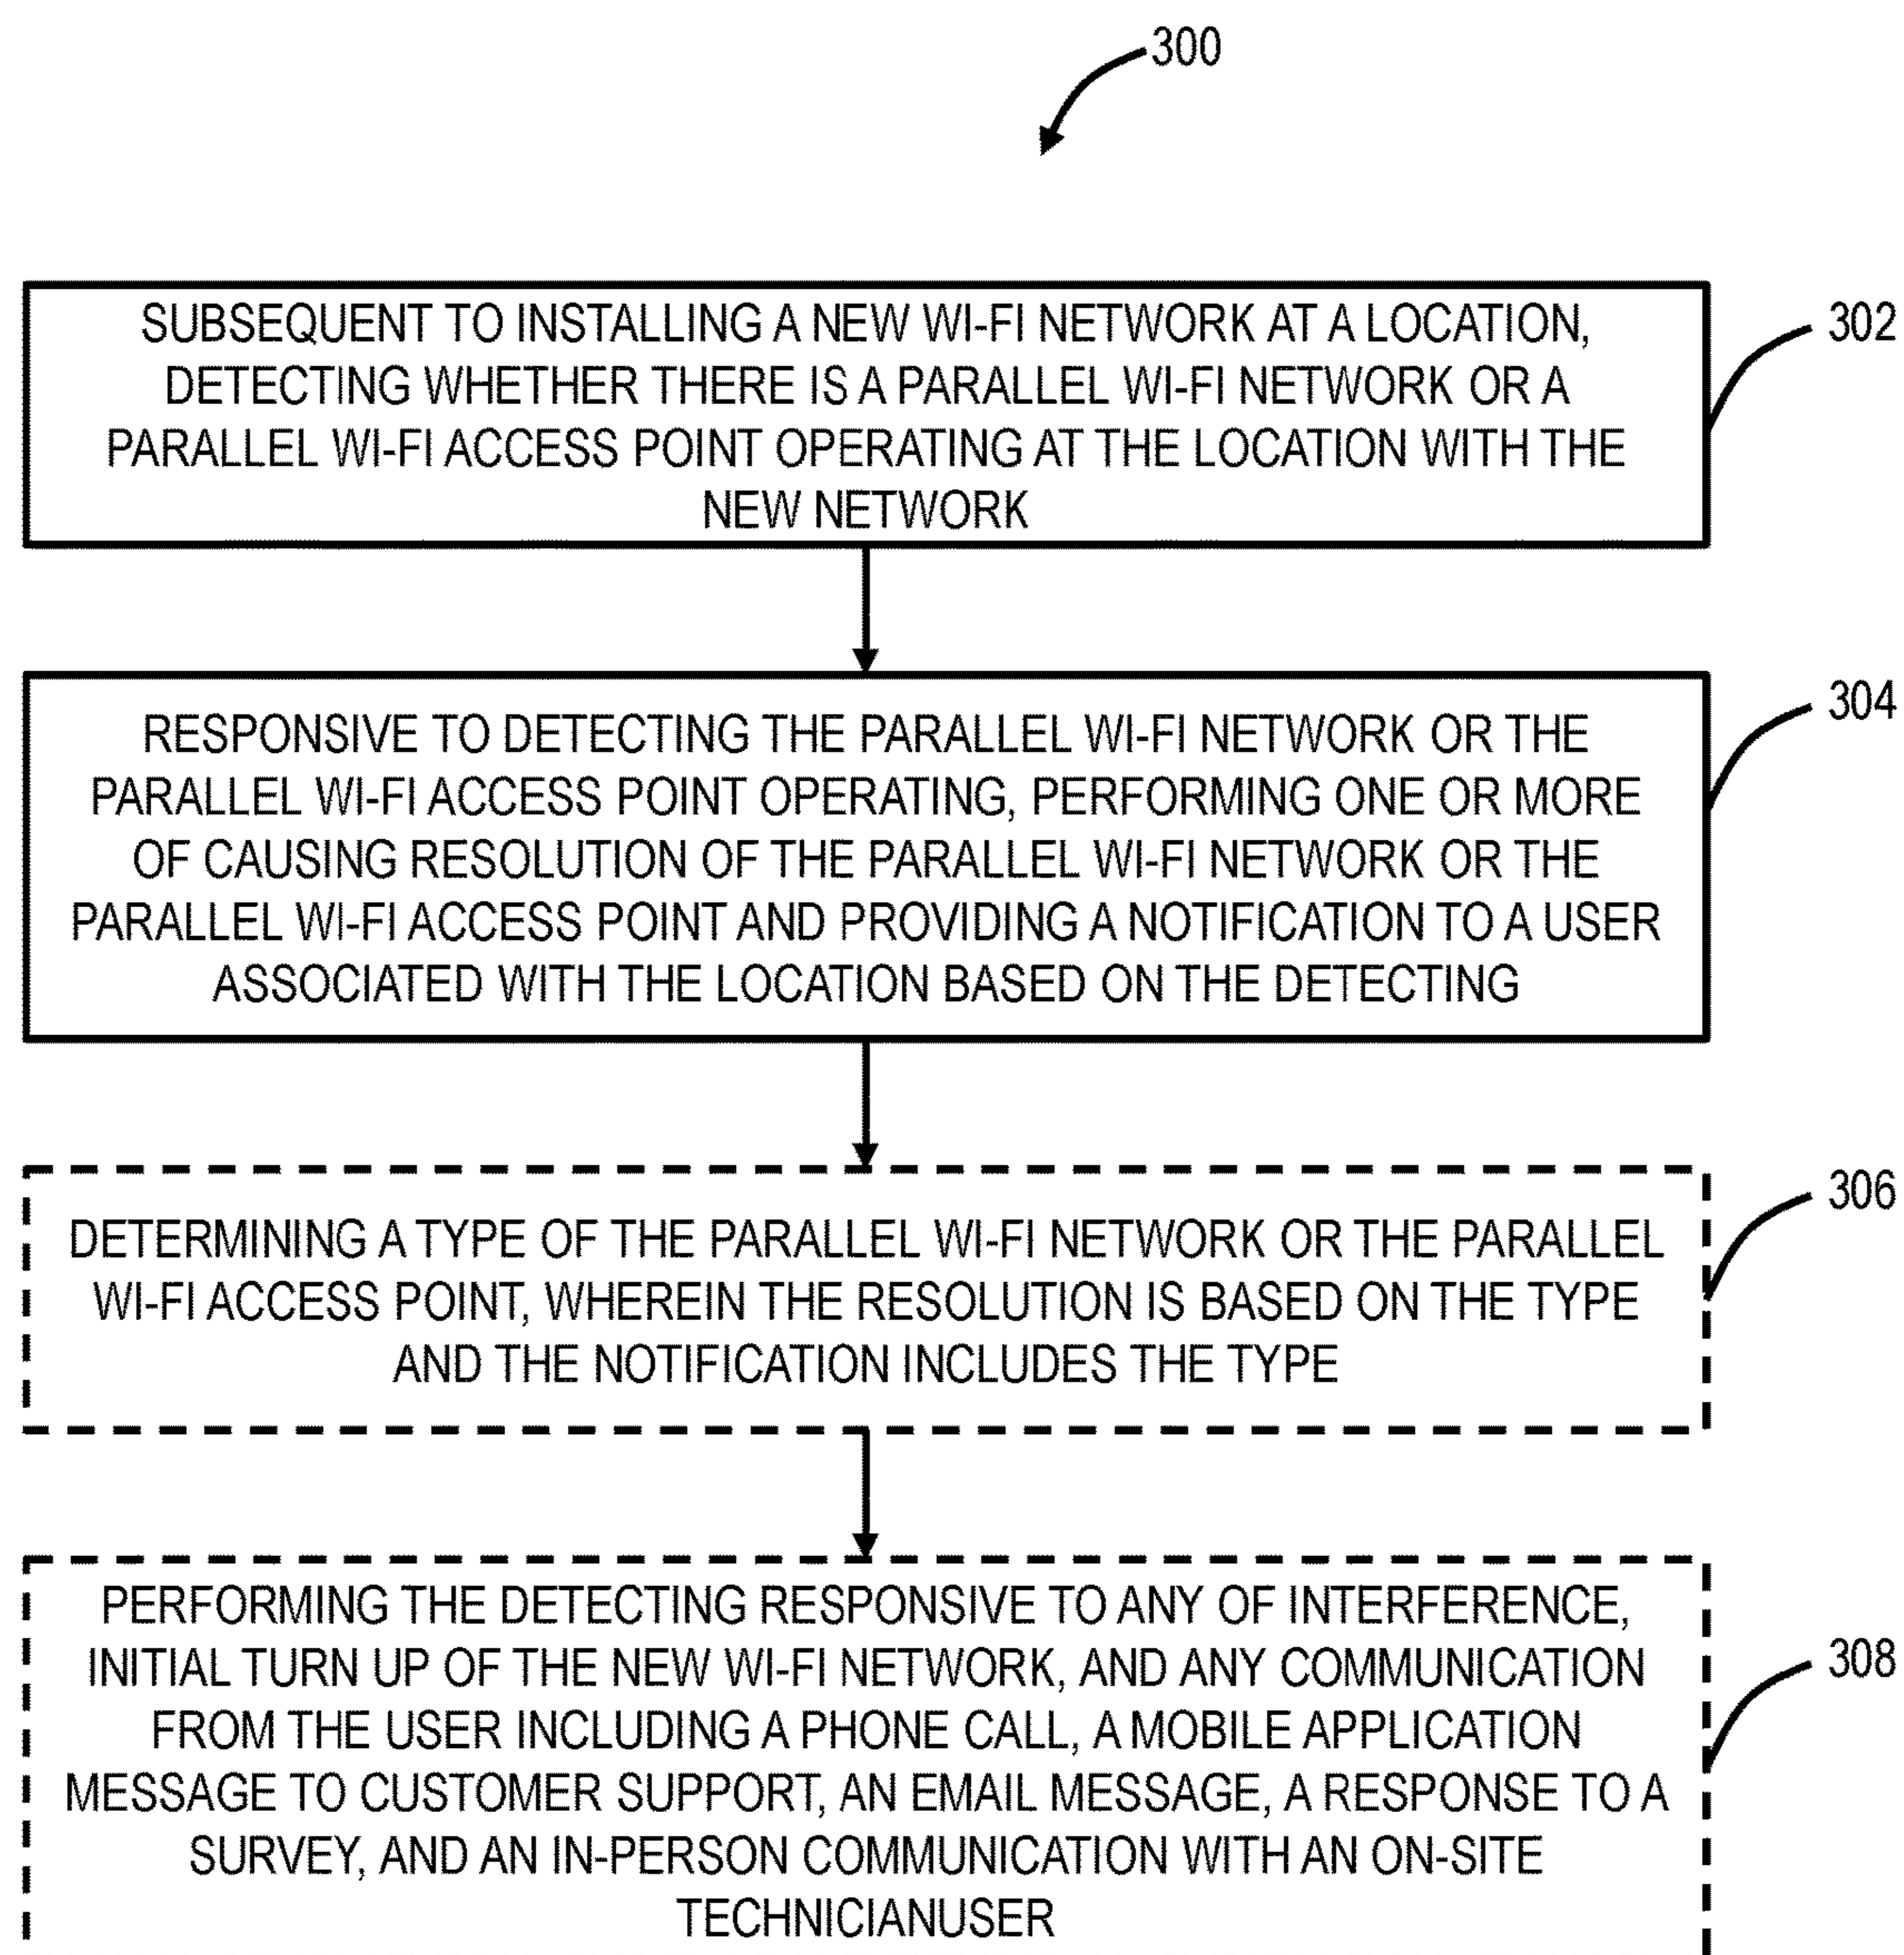 300
SUBSEQUENT TO INSTALLING A NEW WI-FI NETWORK AT A LOCATION,
DETECTING WHETHER THERE IS A PARALLEL WI-FI NETWORK OR A
PARALLEL WI-FI ACCESS POINT OPERATING AT THE LOCATION WITH THE
NEW NETWORK
302
RESPONSIVE TO DETECTING THE PARALLEL WI-FI NETWORK OR THE
PARALLEL WI-FI ACCESS POINT OPERATING, PERFORMING ONE OR MORE
OF CAUSING RESOLUTION OF THE PARALLEL WI-FI NETWORK OR THE
PARALLEL WI-FI ACCESS POINT AND PROVIDING A NOTIFICATION TO A USER
ASSOCIATED WITH THE LOCATION BASED ON THE DETECTING
304
DETERMINING A TYPE OF THE PARALLEL WI-FI NETWORK OR THE PARALLEL
WI-FI ACCESS POINT, WHEREIN THE RESOLUTION IS BASED ON THE TYPE
AND THE NOTIFICATION INCLUDES THE TYPE
306
PERFORMING THE DETECTING RESPONSIVE TO ANY OF INTERFERENCE,
INITIAL TURN UP OF THE NEW WI-FI NETWORK, AND ANY COMMUNICATION
FROM THE USER INCLUDING A PHONE CALL, A MOBILE APPLICATION
MESSAGE TO CUSTOMER SUPPORT, AN EMAIL MESSAGE, A RESPONSE TO A
SURVEY, AND AN IN-PERSON COMMUNICATION WITH AN ON-SITE
TECHNICIANUSER
308